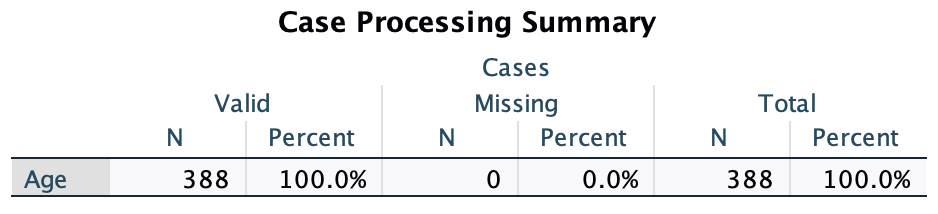 Case Processing Summary
Cases
Valid Missing Total
N Percent N Percent N Percent
Age 388 100.0% 0 0.0% 388 100.0%